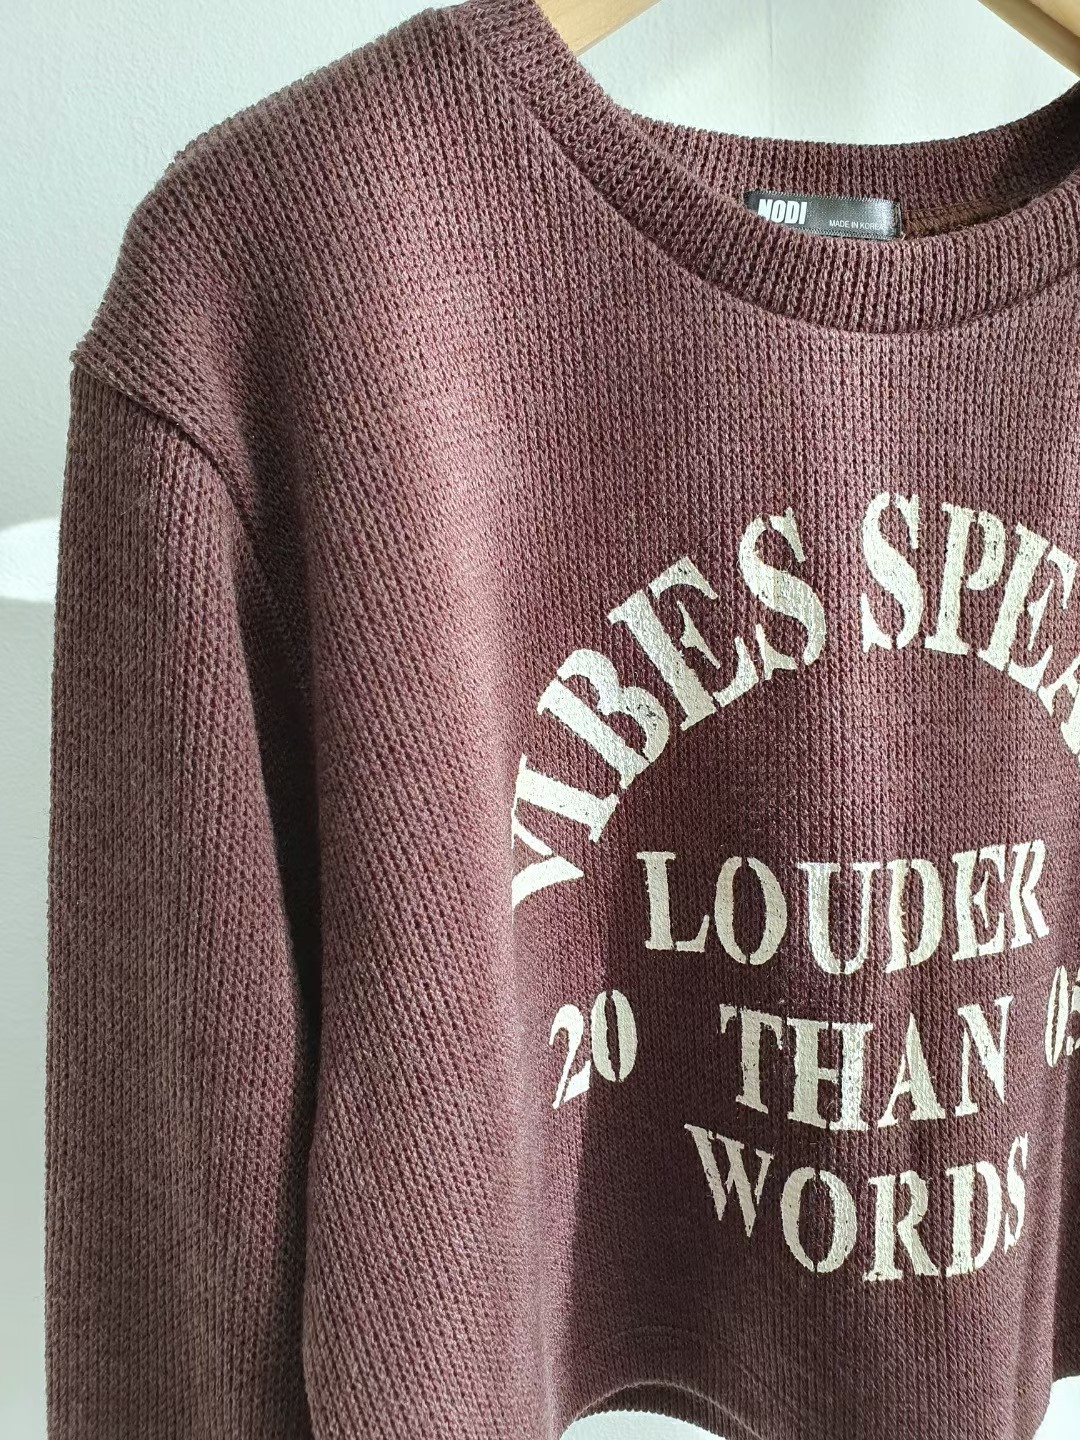 NODI
MADE IN KOREA
VIBES SPEA
LOUDER
20 THAN 05
WORDS